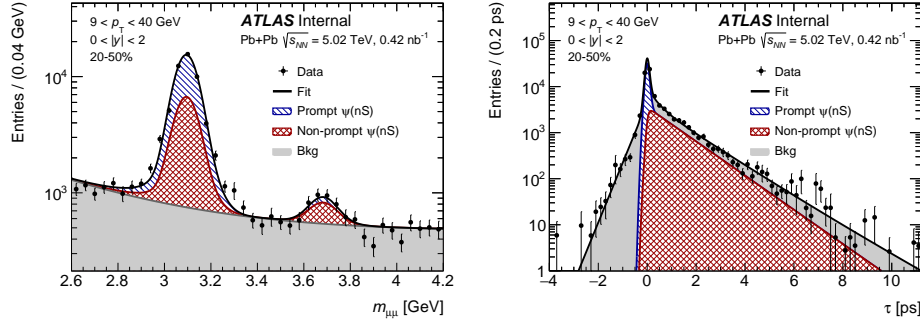 9 < p_T < 40 GeV
0 < |y| < 2
20-50%
ATLAS Internal
Pb+Pb √s_NN = 5.02 TeV, 0.42 nb⁻¹
Data
Fit
Prompt ψ(nS)
Non-prompt ψ(nS)
Bkg
Entries / (0.04 GeV)
10⁴
10³
2.6 2.8 3 3.2 3.4 3.6 3.8 4 4.2
m_μμ [GeV]
9 < p_T < 40 GeV
0 < |y| < 2
20-50%
ATLAS Internal
Pb+Pb √s_NN = 5.02 TeV, 0.42 nb⁻¹
Data
Fit
Prompt ψ(nS)
Non-prompt ψ(nS)
Bkg
Entries / (0.2 ps)
10⁵
10⁴
10³
10²
10
1
−4 −2 0 2 4 6 8 10
τ [ps]